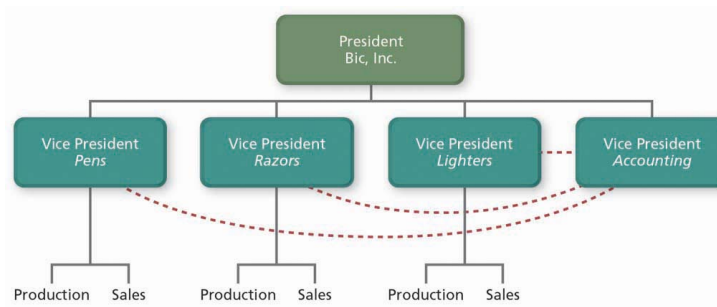 President
Bic, Inc.
Vice President
Pens
Vice President
Razors
Vice President
Lighters
Vice President
Accounting
Production Sales
Production Sales
Production Sales